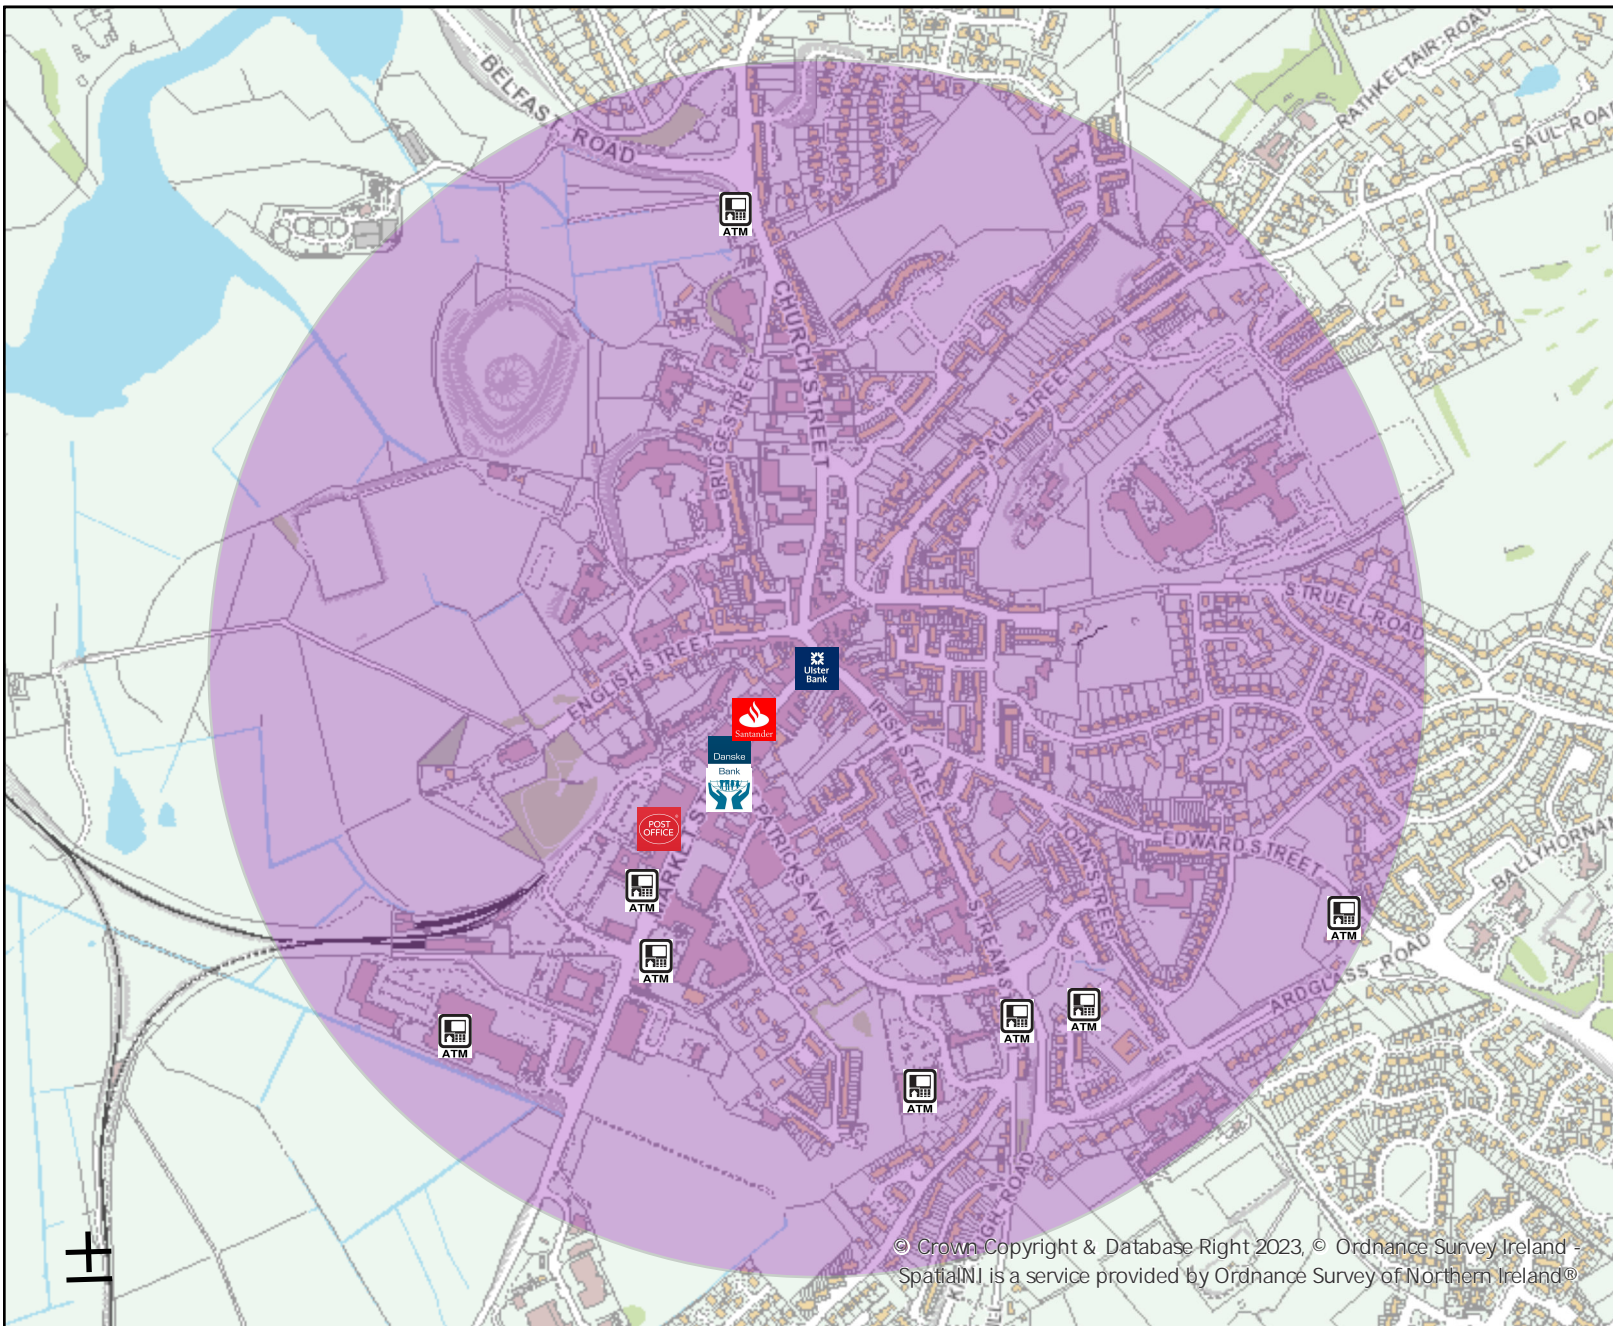 BELFAST ROAD
RATHKELTAIR ROAD
SAUL ROAD
ATM
CHURCH STREET
BRIDGE STREET
SAUL STREET
STRUELL ROAD
ENGLISH STREET
Ulster
Bank
IRISH STREET
Santander
Danske
Bank
POST
OFFICE
MARKET S
PATRICKS AVENUE
JOHN STREET
EDWARD STREET
BALLYHORNAN
STREAM S
ATM
ATM
ATM
ARDGLASS ROAD
ATM
ATM
ATM
ATM
ROAD
© Crown Copyright & Database Right 2023, © Ordnance Survey Ireland -
SpatialNI is a service provided by Ordnance Survey of Northern Ireland®